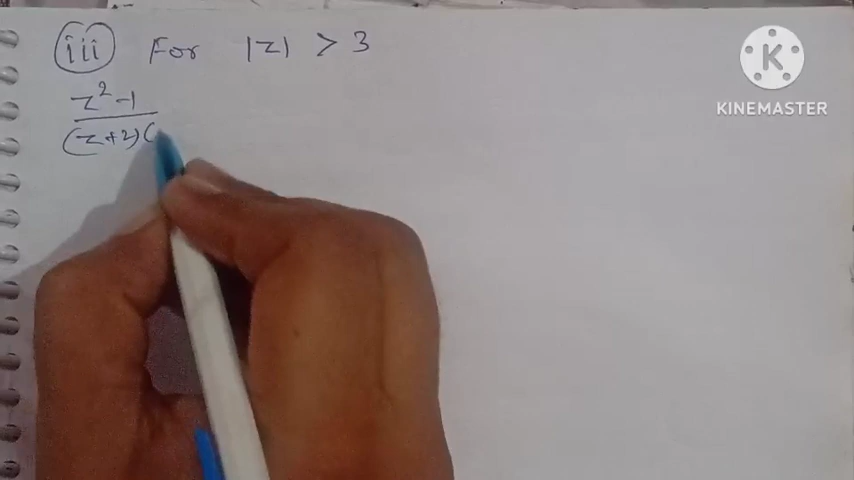 iii For |z| > 3
z² -1
(z+2)(
KINEMASTER